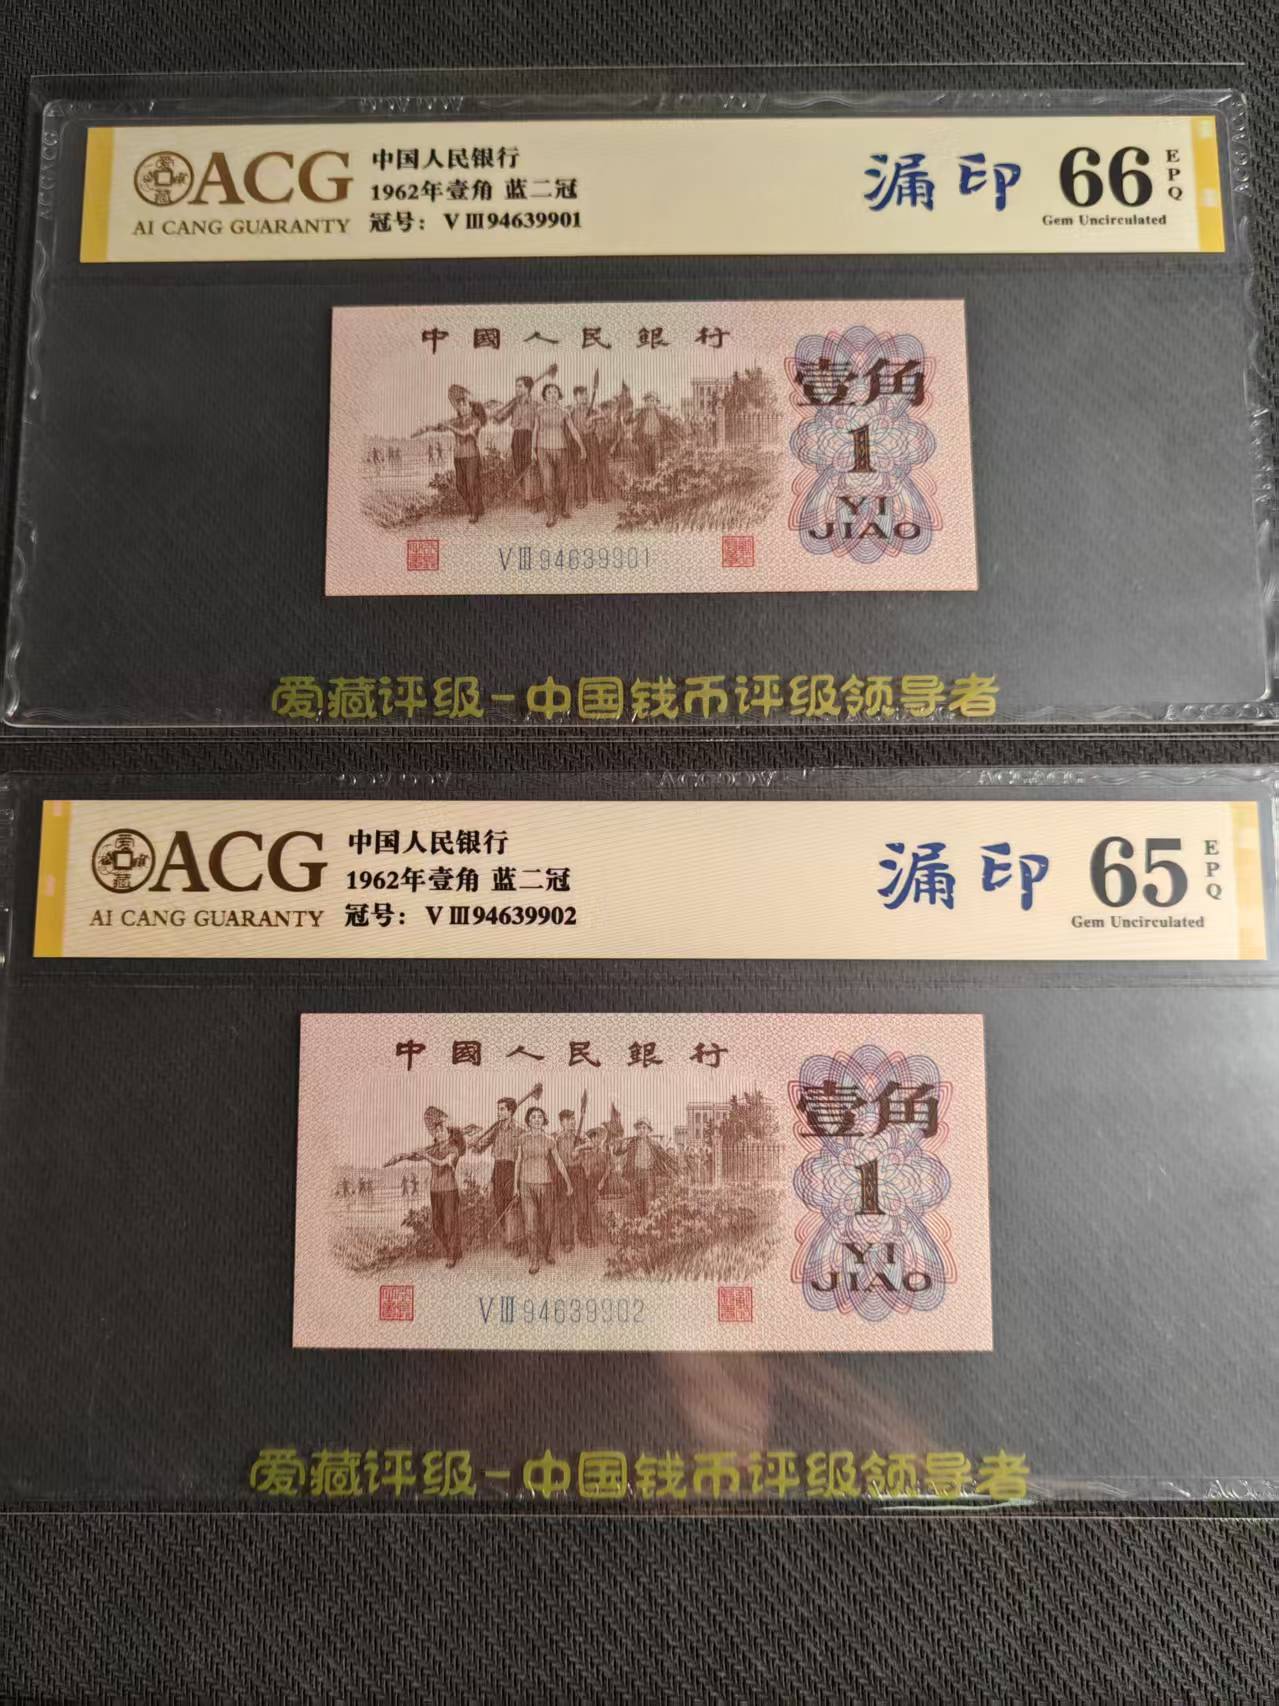 ACG
AI CANG GUARANTY
中国人民银行
1962年壹角 蓝二冠
冠号: VⅢ94639901
漏印
66
EPQ
Gem Uncirculated
中國人民銀行
壹角
1
YI
JIAO
VⅢ94639901
爱藏评级-中国钱币评级领导者
ACG
AI CANG GUARANTY
中国人民银行
1962年壹角 蓝二冠
冠号: VⅢ94639902
漏印
65
EPQ
Gem Uncirculated
中國人民銀行
壹角
1
YI
JIAO
VⅢ94639902
爱藏评级-中国钱币评级领导者